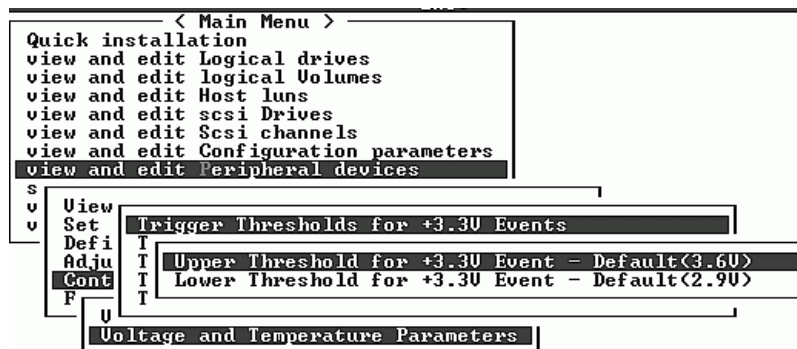 < Main Menu >
Quick installation
view and edit Logical drives
view and edit logical Volumes
view and edit Host luns
view and edit scsi Drives
view and edit Scsi channels
view and edit Configuration parameters
view and edit Peripheral devices
s
v View
v Set Trigger Thresholds for +3.3V Events
Defi T
Adju T Upper Threshold for +3.3V Event - Default(3.6V)
Cont T Lower Threshold for +3.3V Event - Default(2.9V)
F T
V
Voltage and Temperature Parameters